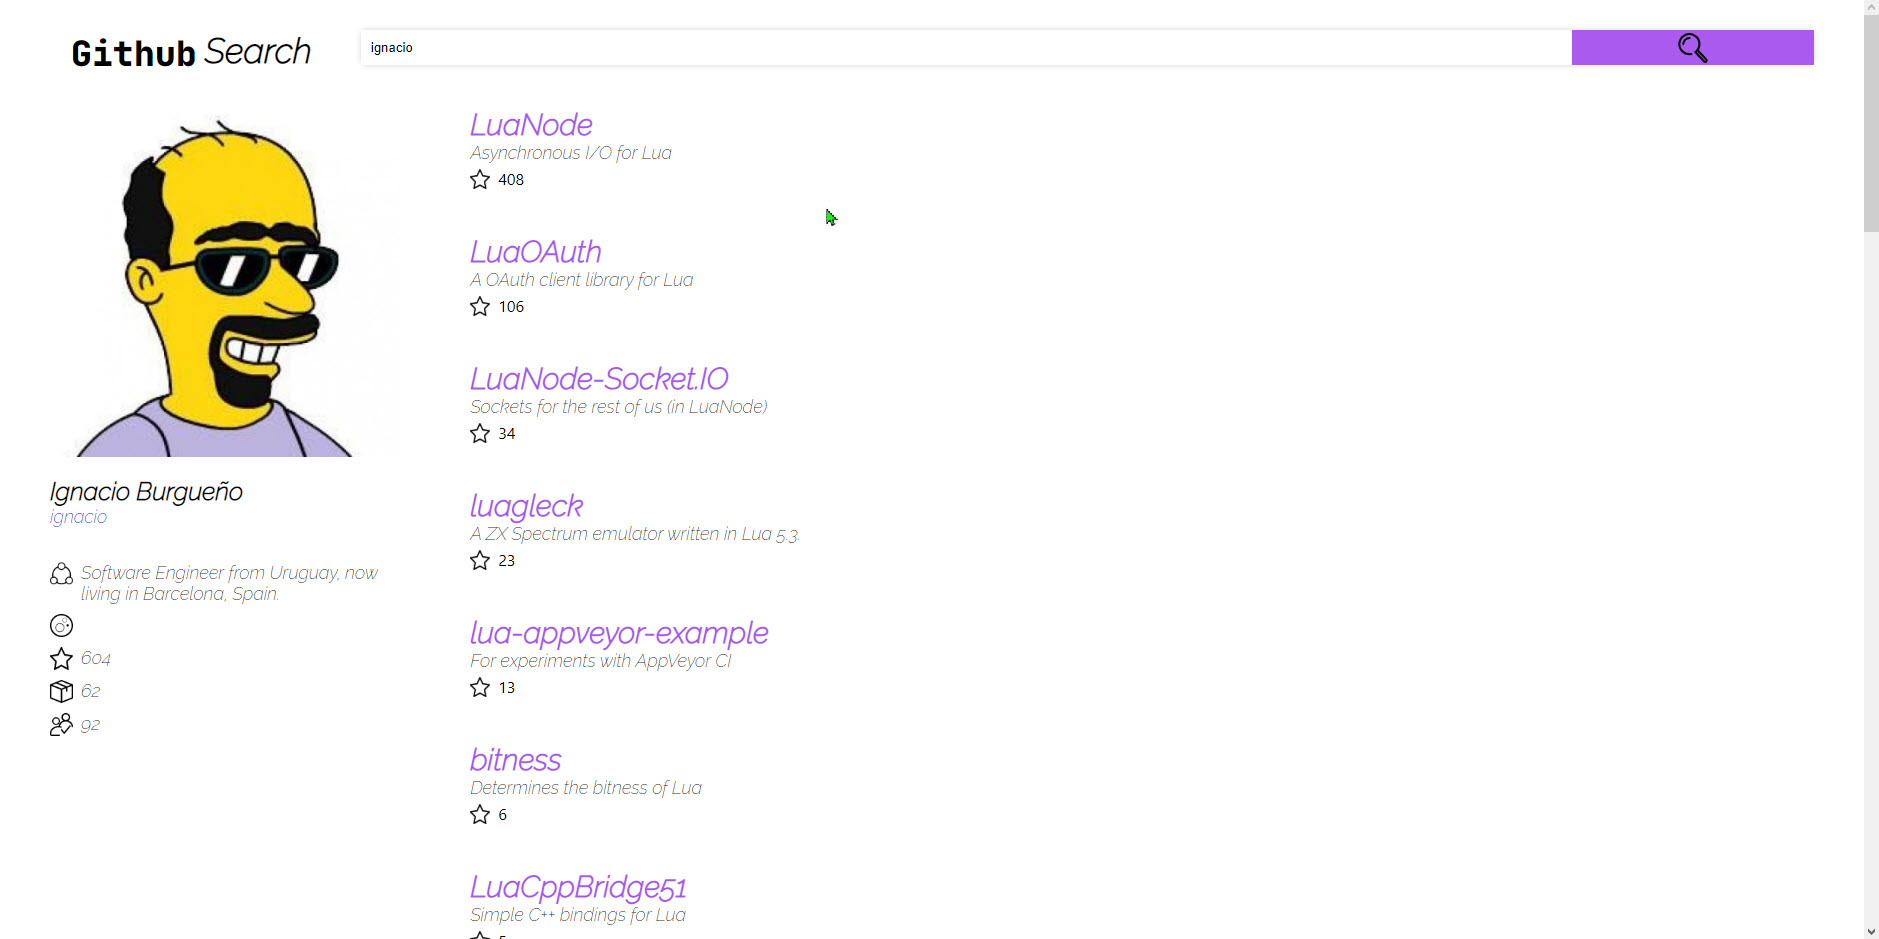 Github Search
ignacio
LuaNode
Asynchronous I/O for Lua
408
LuaOAuth
A OAuth client library for Lua
106
LuaNode-Socket.IO
Sockets for the rest of us (in LuaNode)
34
luagleck
A ZX Spectrum emulator written in Lua 5.3.
23
lua-appveyor-example
For experiments with AppVeyor CI
13
bitness
Determines the bitness of Lua
6
LuaCppBridge51
Simple C++ bindings for Lua
Ignacio Burgueño
ignacio
Software Engineer from Uruguay, now
living in Barcelona, Spain.
604
62
92